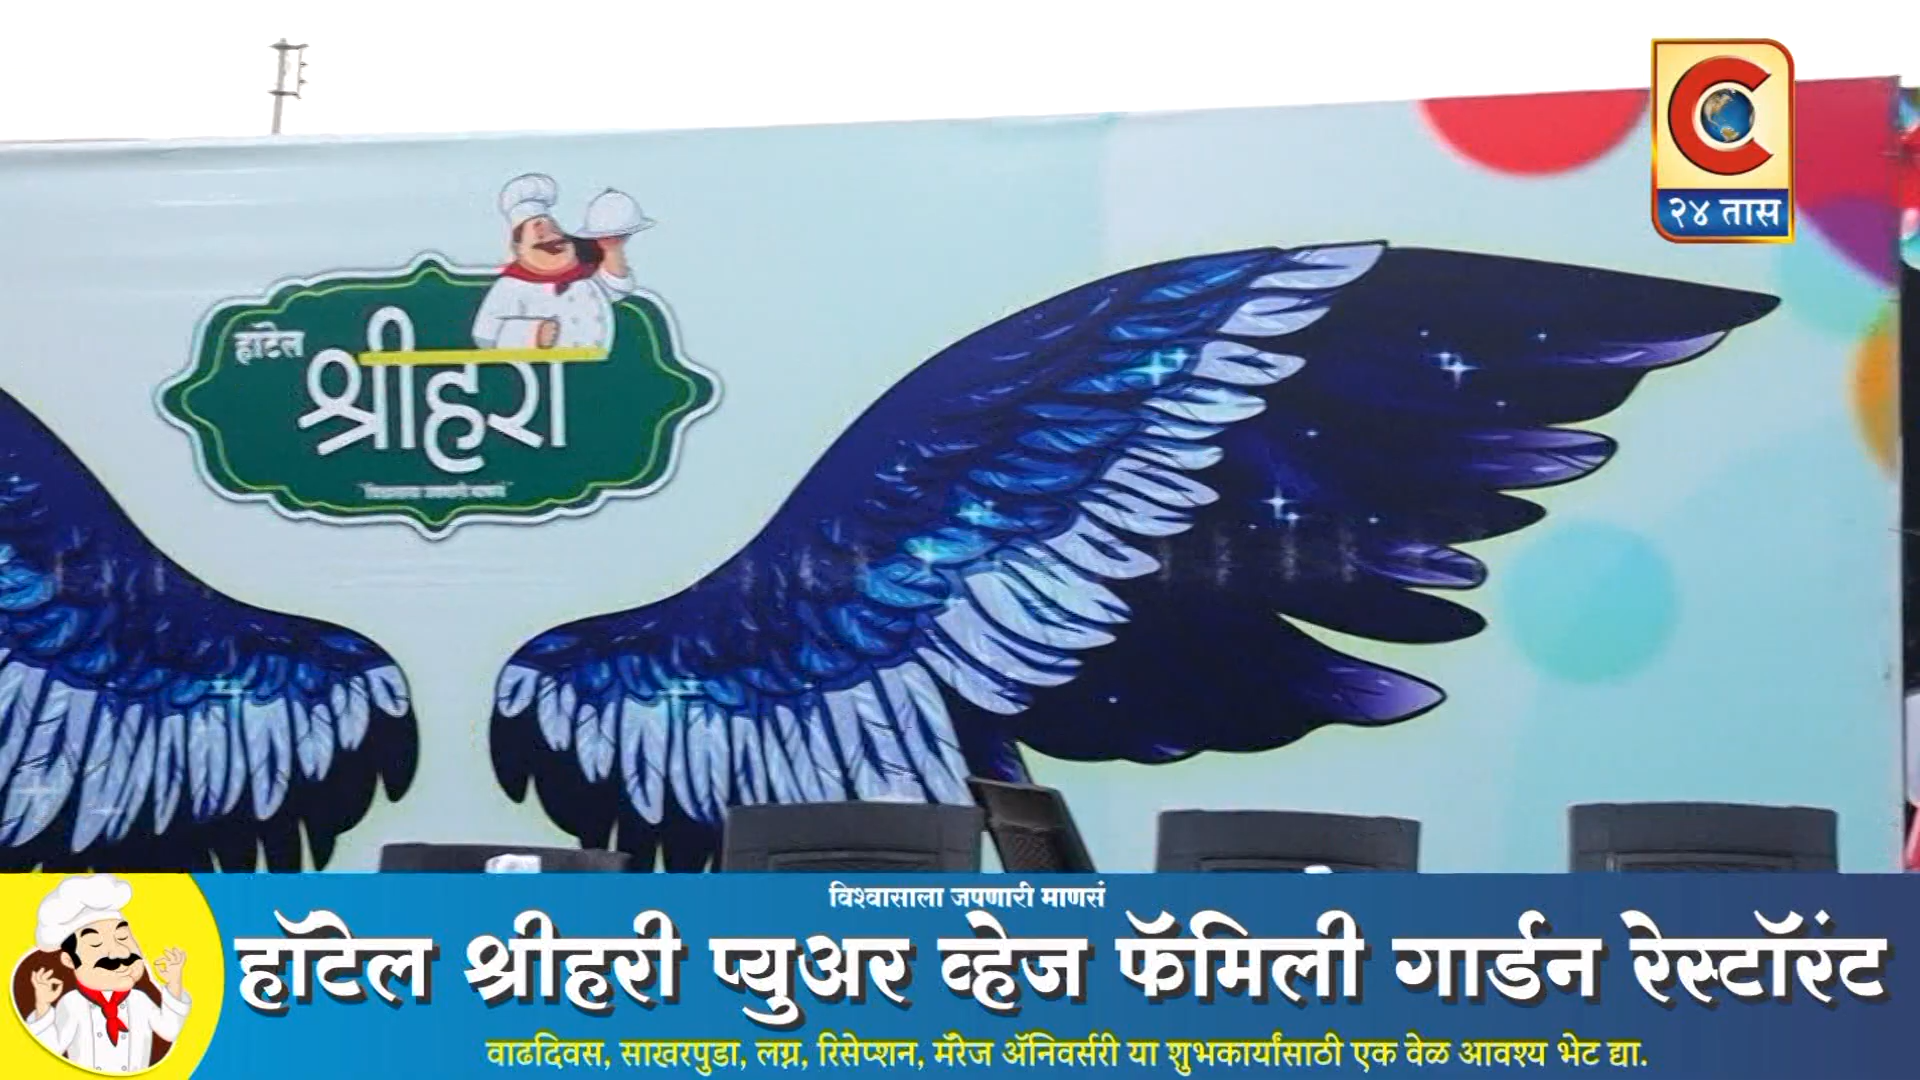 २४ तास
हॉटेल
श्रीहरी
विश्वासाला जपणारी माणसं
हॉटेल श्रीहरी प्युअर व्हेज फॅमिली गार्डन रेस्टॉरंट
वाढदिवस, साखरपुडा, लग्न, रिसेप्शन, मॅरेज ॲनिवर्सरी या शुभकार्यांसाठी एक वेळ आवश्य भेट द्या.